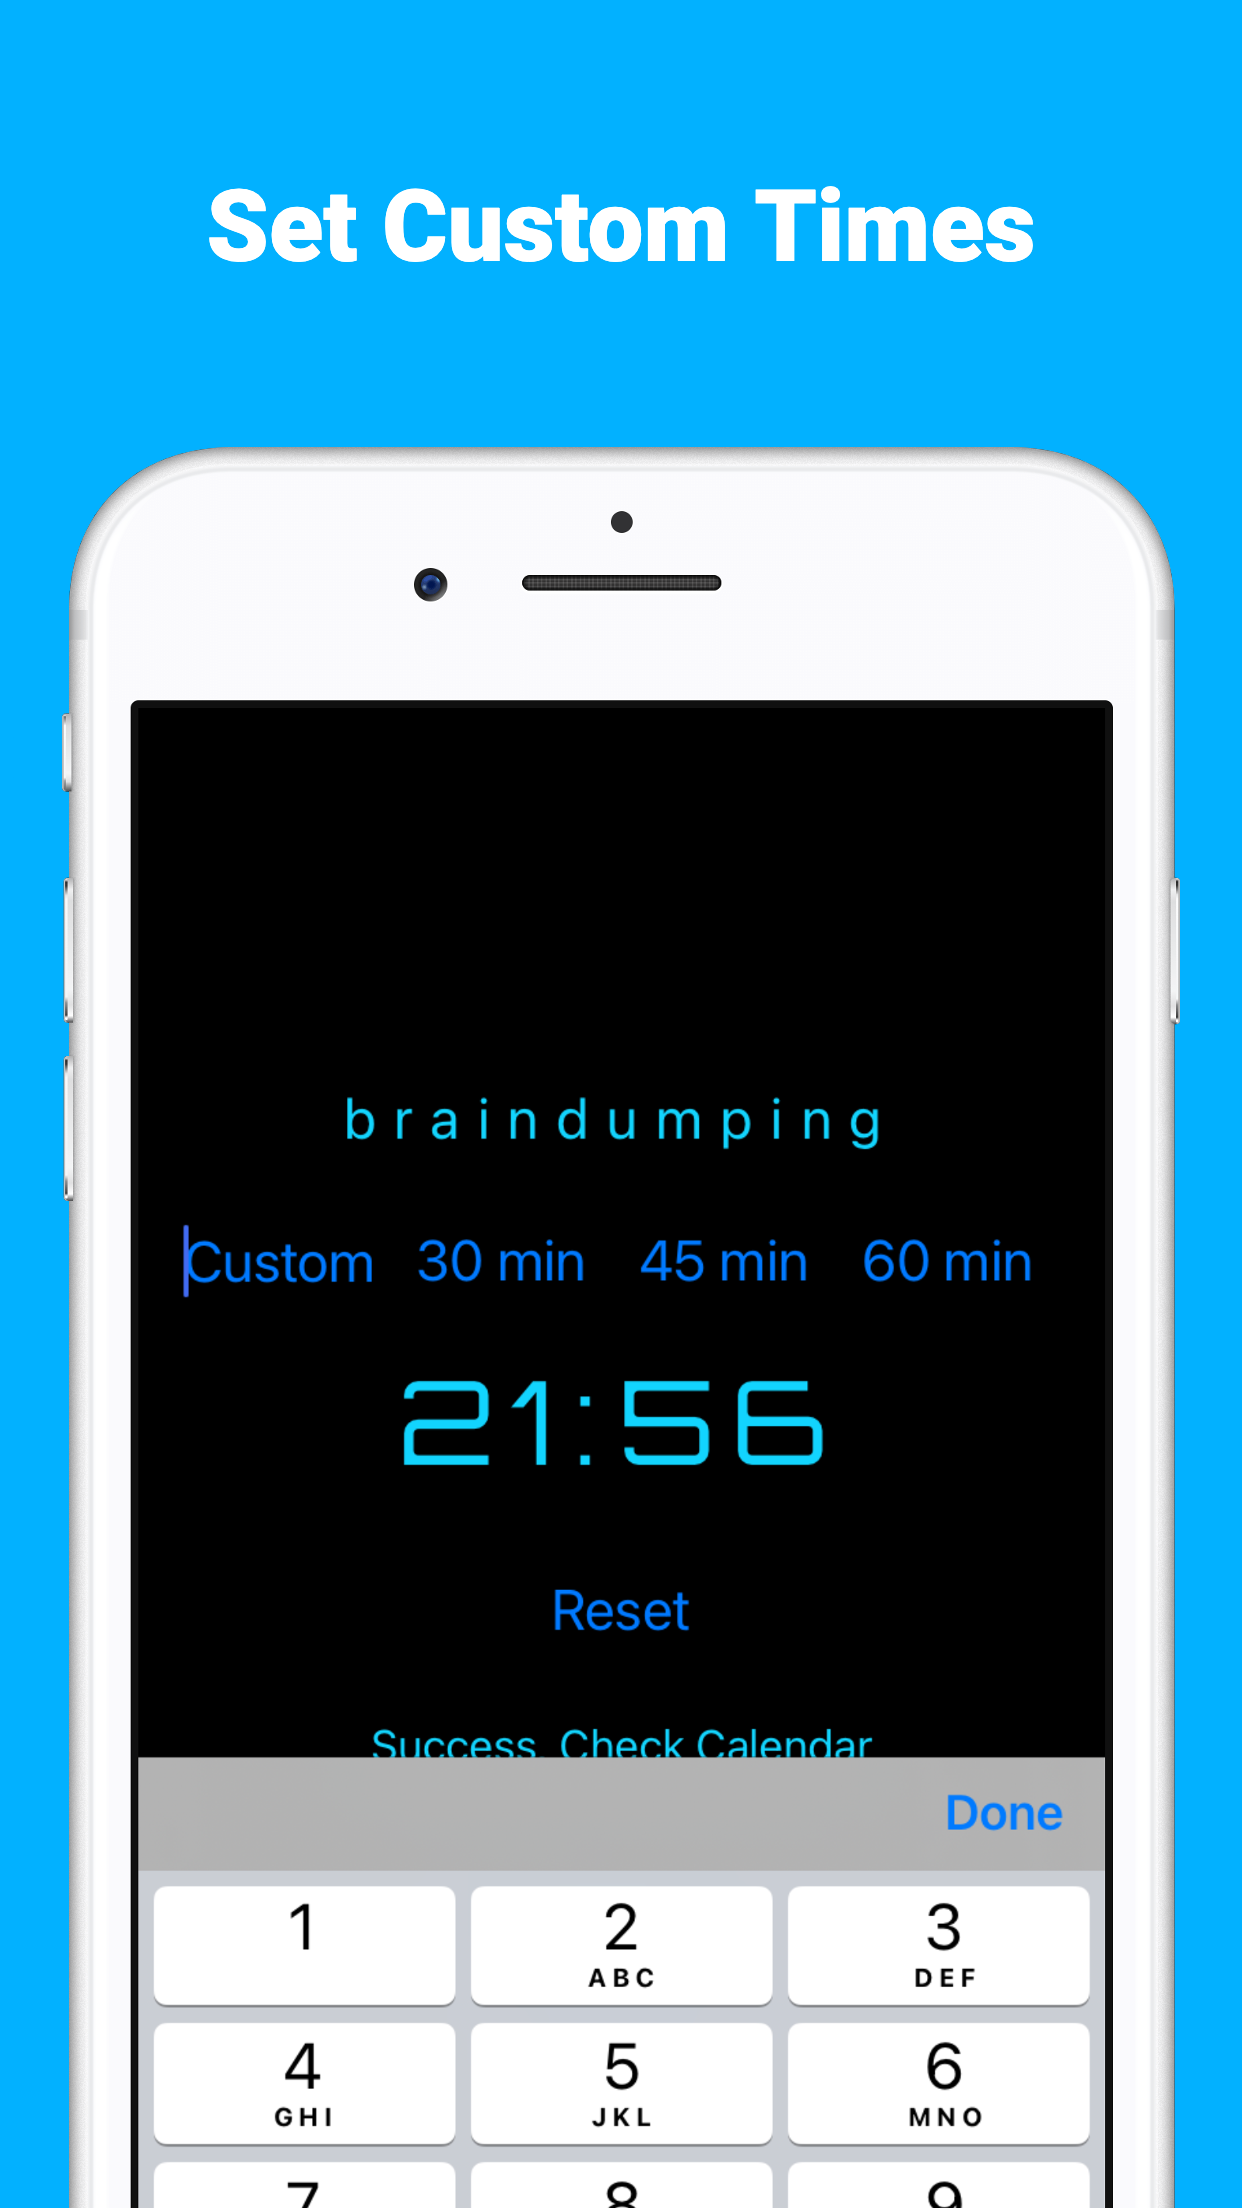 Set Custom Times
braindumping
Custom 30 min 45 min 60 min
21:56
Reset
Success. Check Calendar
Done
1 2 3
ABC DEF
4 5 6
GHI JKL MNO
7 8 9